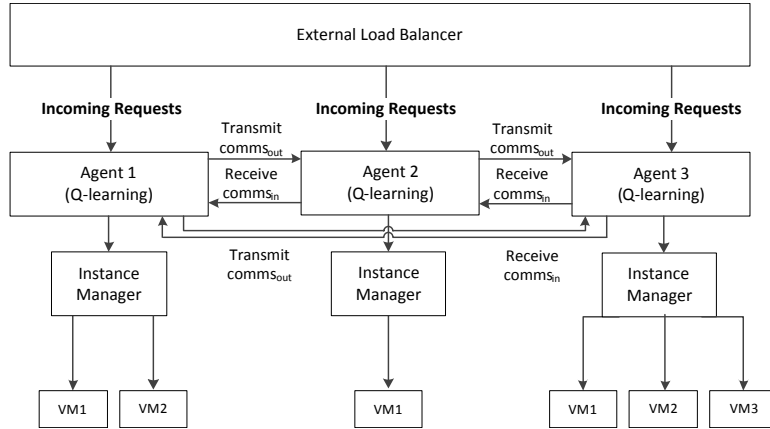 External Load Balancer
Incoming Requests
Incoming Requests
Incoming Requests
Transmit
comms_out
Transmit
comms_out
Agent 1
(Q-learning)
Receive
comms_in
Agent 2
(Q-learning)
Receive
comms_in
Agent 3
(Q-learning)
Transmit
comms_out
Receive
comms_in
Instance
Manager
Instance
Manager
Instance
Manager
VM1
VM2
VM1
VM1
VM2
VM3